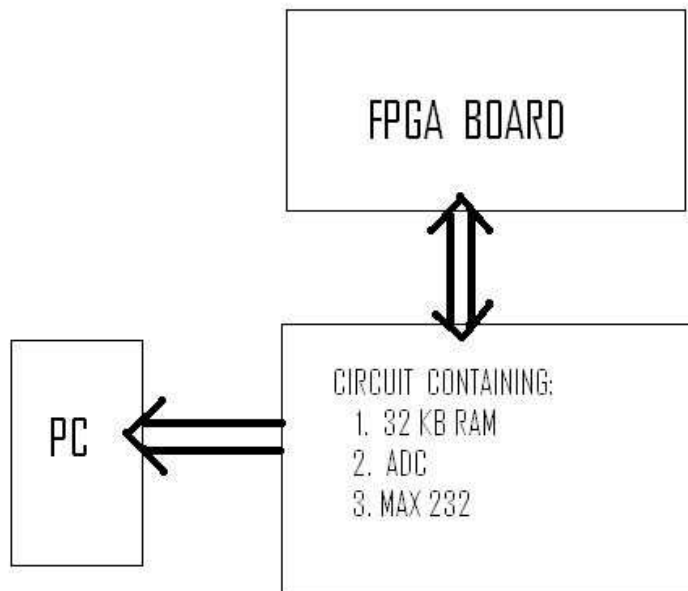 FPGA BOARD
PC
CIRCUIT CONTAINING:
1. 32 KB RAM
2. ADC
3. MAX 232